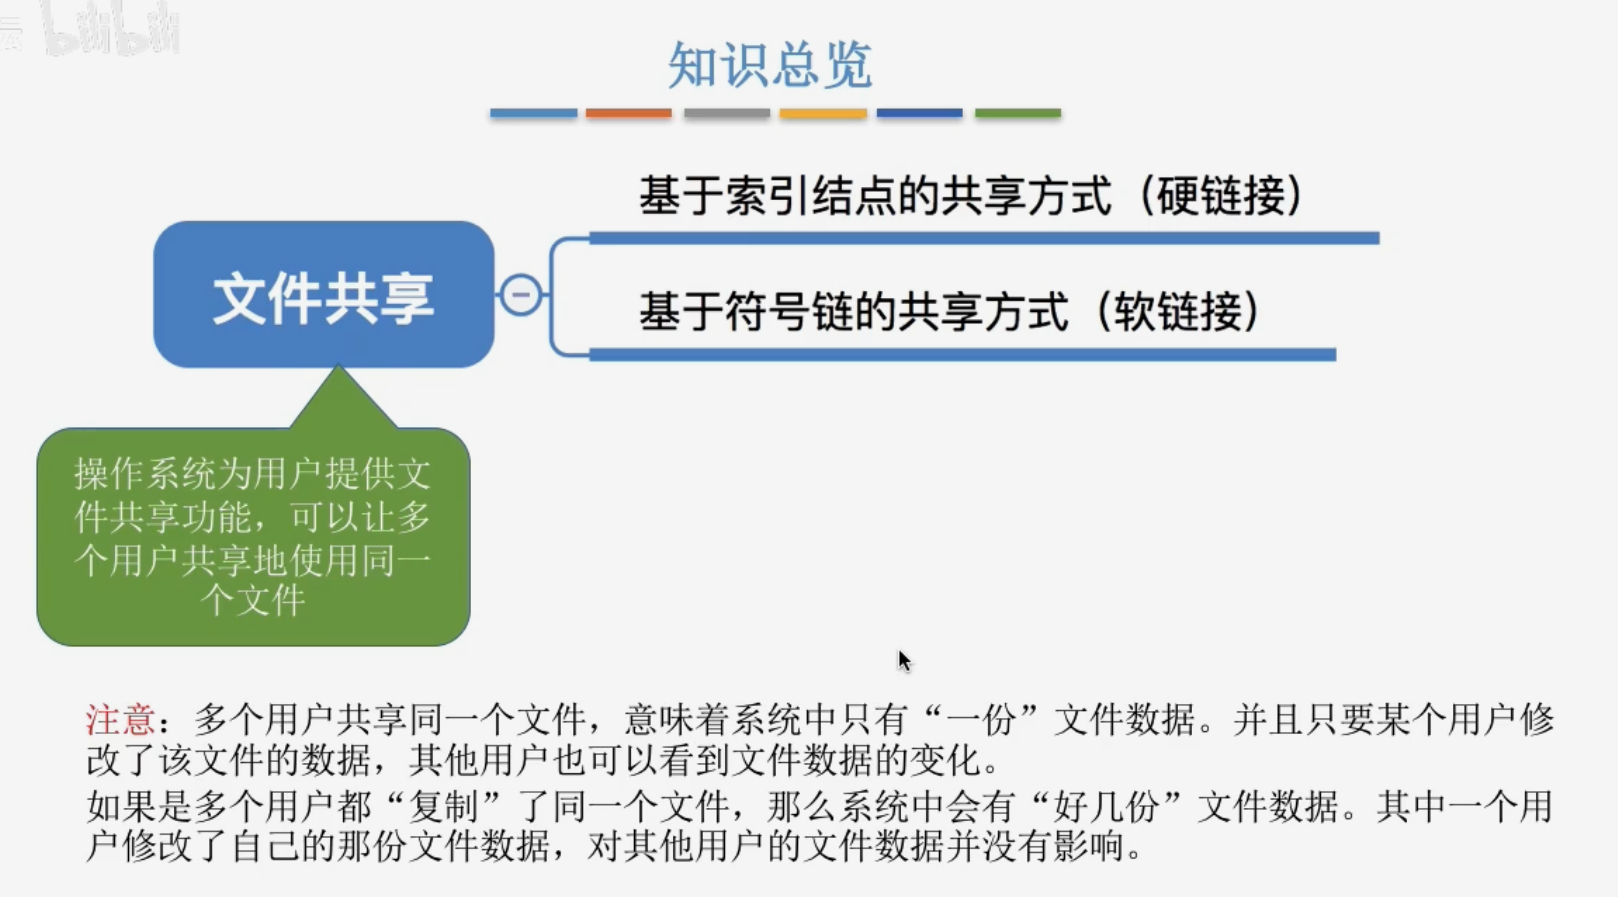 云 bilibili
知识总览
基于索引结点的共享方式（硬链接）
文件共享
基于符号链的共享方式（软链接）
操作系统为用户提供文
件共享功能，可以让多
个用户共享地使用同一
个文件
注意：多个用户共享同一个文件，意味着系统中只有“一份”文件数据。并且只要某个用户修
改了该文件的数据，其他用户也可以看到文件数据的变化。
如果是多个用户都“复制”了同一个文件，那么系统中会有“好几份”文件数据。其中一个用
户修改了自己的那份文件数据，对其他用户的文件数据并没有影响。